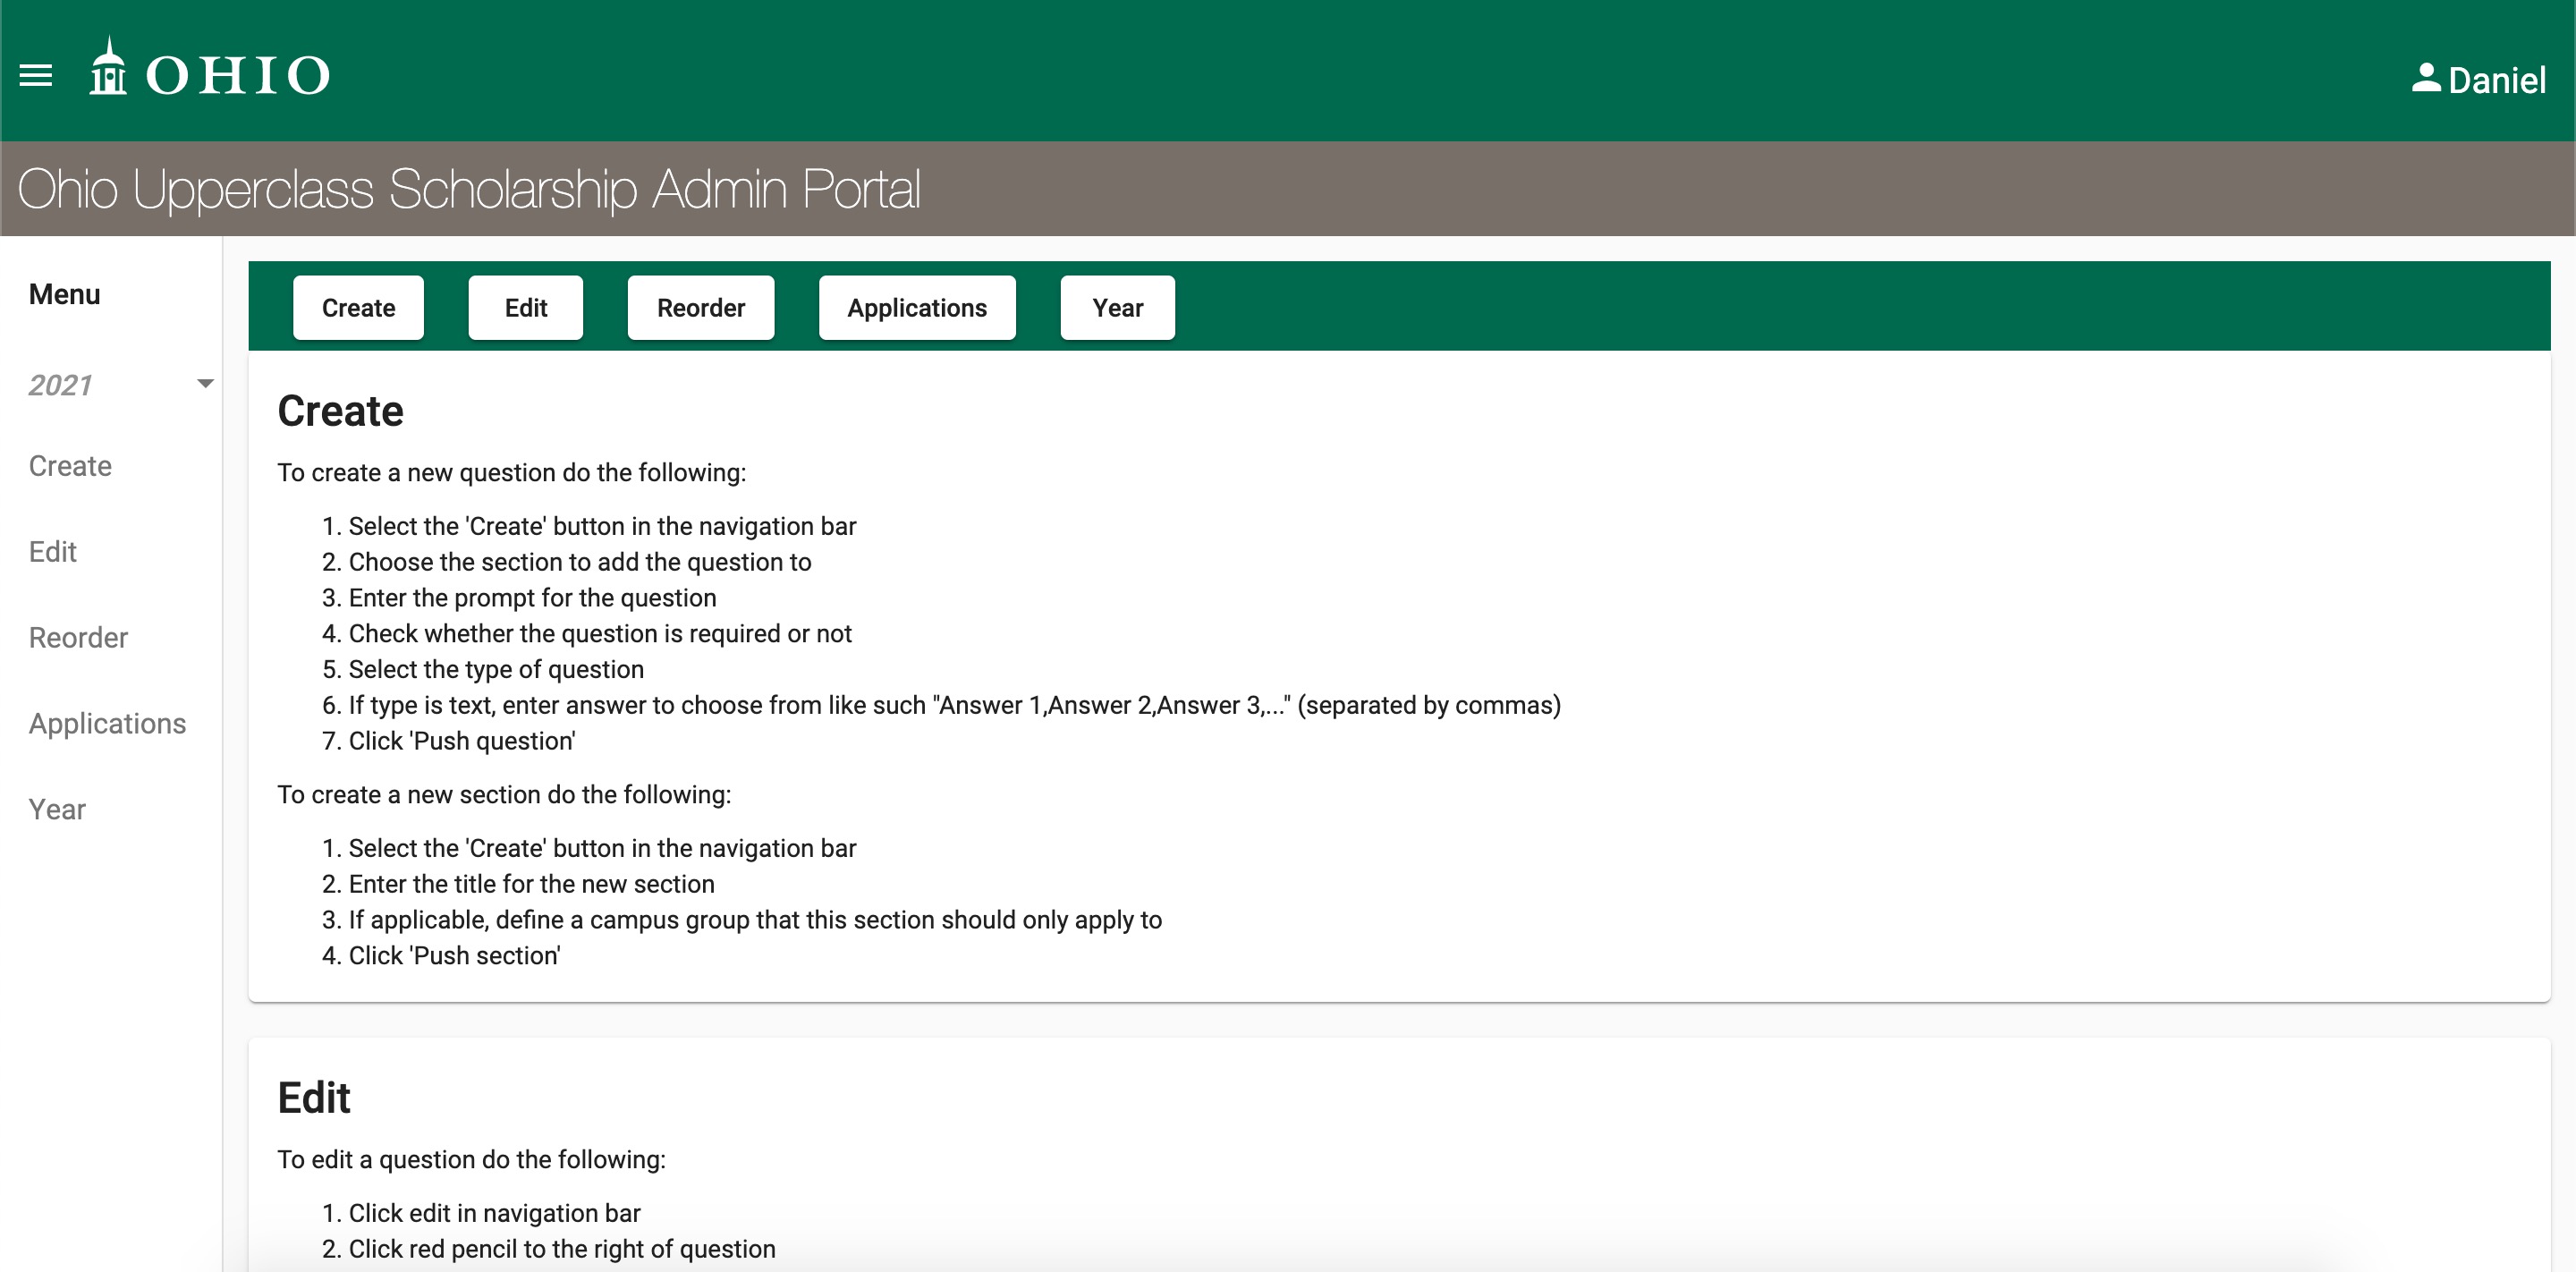 OHIO
Daniel
Ohio Upperclass Scholarship Admin Portal
Menu
2021
Create
Edit
Reorder
Applications
Year
Create Edit Reorder Applications Year
Create
To create a new question do the following:
1. Select the 'Create' button in the navigation bar
2. Choose the section to add the question to
3. Enter the prompt for the question
4. Check whether the question is required or not
5. Select the type of question
6. If type is text, enter answer to choose from like such "Answer 1,Answer 2,Answer 3,..." (separated by commas)
7. Click 'Push question'
To create a new section do the following:
1. Select the 'Create' button in the navigation bar
2. Enter the title for the new section
3. If applicable, define a campus group that this section should only apply to
4. Click 'Push section'
Edit
To edit a question do the following:
1. Click edit in navigation bar
2. Click red pencil to the right of question